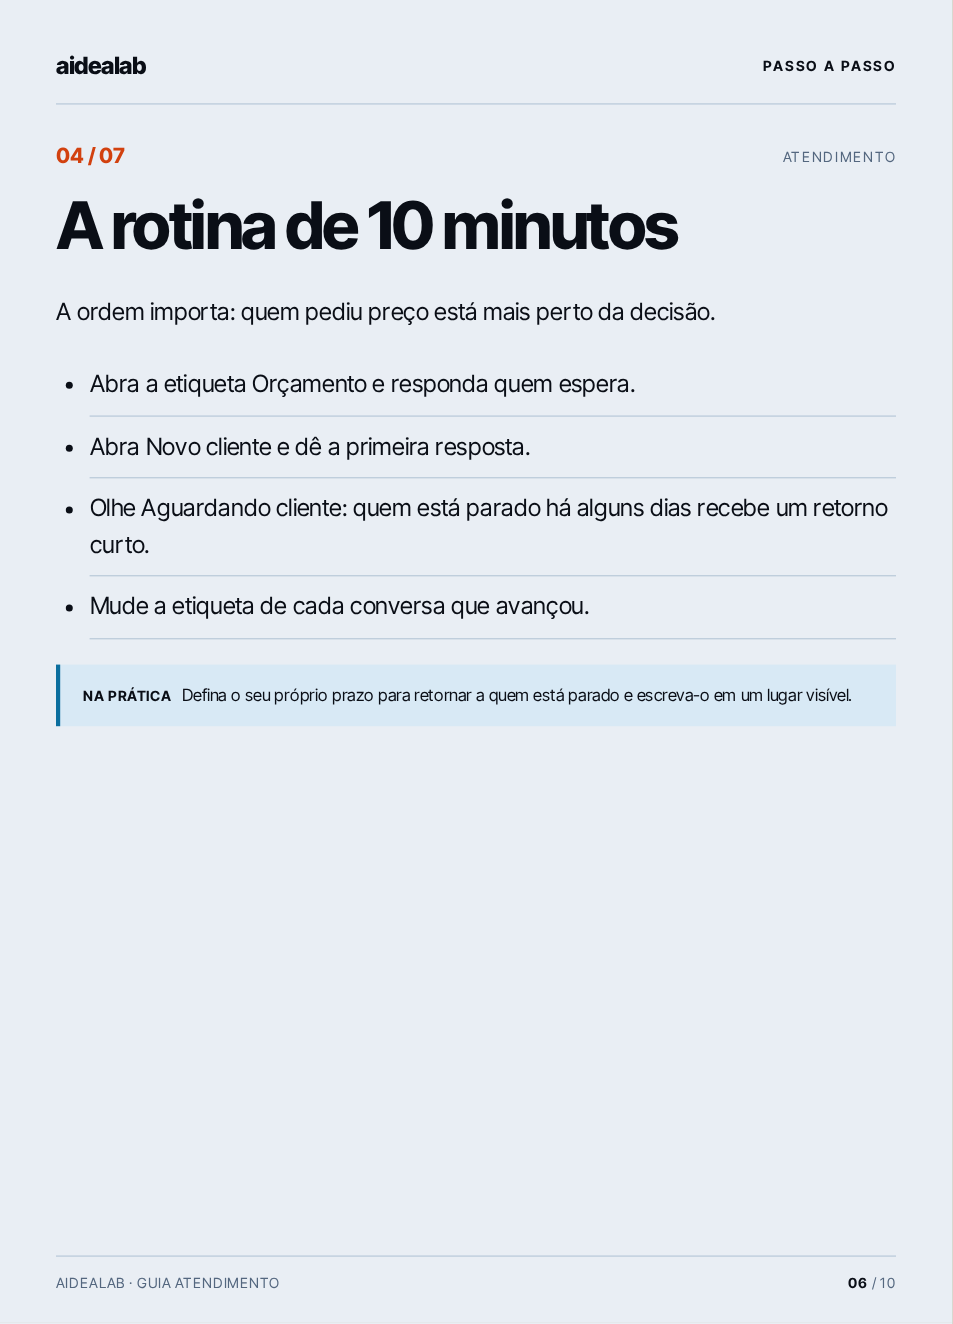 aidealab
PASSO A PASSO
04 / 07
ATENDIMENTO
A rotina de 10 minutos
A ordem importa: quem pediu preço está mais perto da decisão.
• Abra a etiqueta Orçamento e responda quem espera.
• Abra Novo cliente e dê a primeira resposta.
• Olhe Aguardando cliente: quem está parado há alguns dias recebe um retorno
curto.
• Mude a etiqueta de cada conversa que avançou.
NA PRÁTICA Defina o seu próprio prazo para retornar a quem está parado e escreva-o em um lugar visível.
AIDEALAB · GUIA ATENDIMENTO
06 / 10